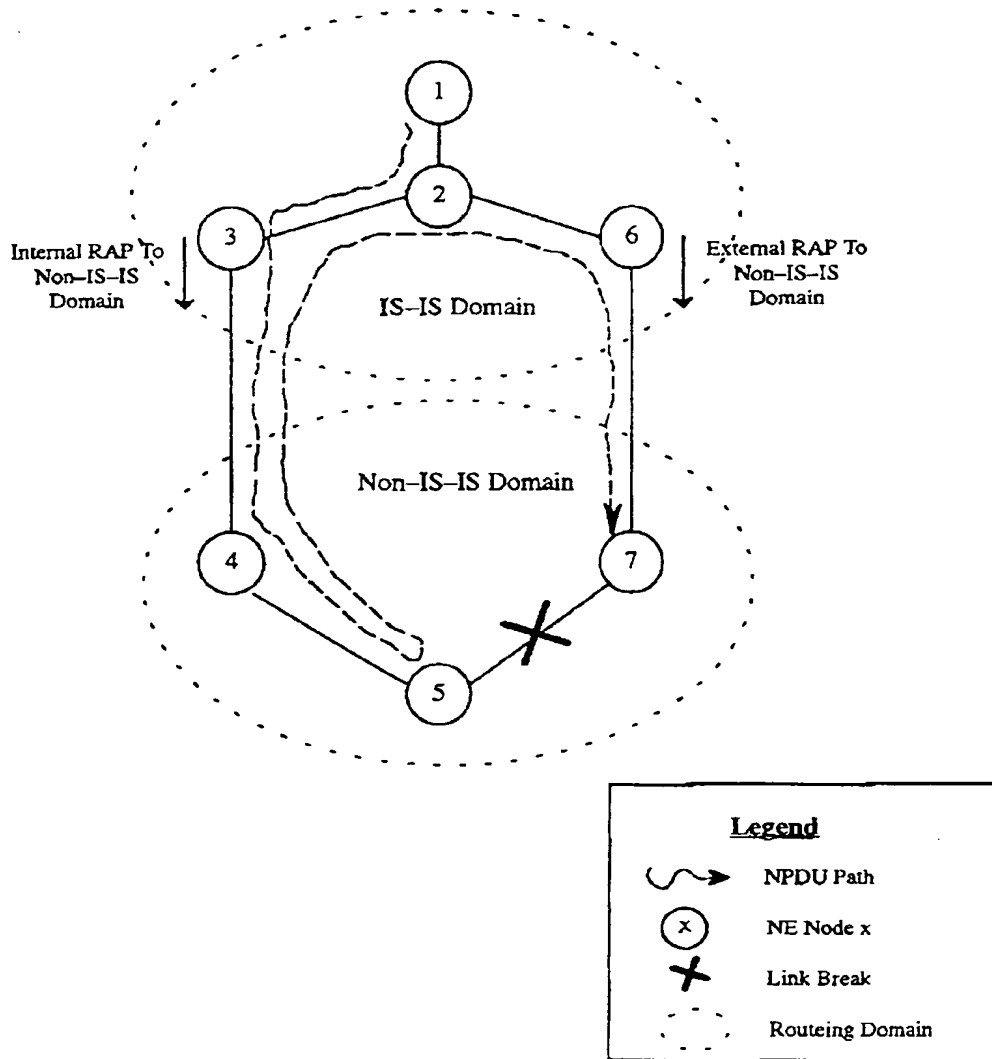 1
2
3
6
Internal RAP To
Non–IS–IS
Domain
External RAP To
Non–IS–IS
Domain
IS–IS Domain
Non–IS–IS Domain
4
7
5
Legend
NPDU Path
x
NE Node x
Link Break
Routeing Domain